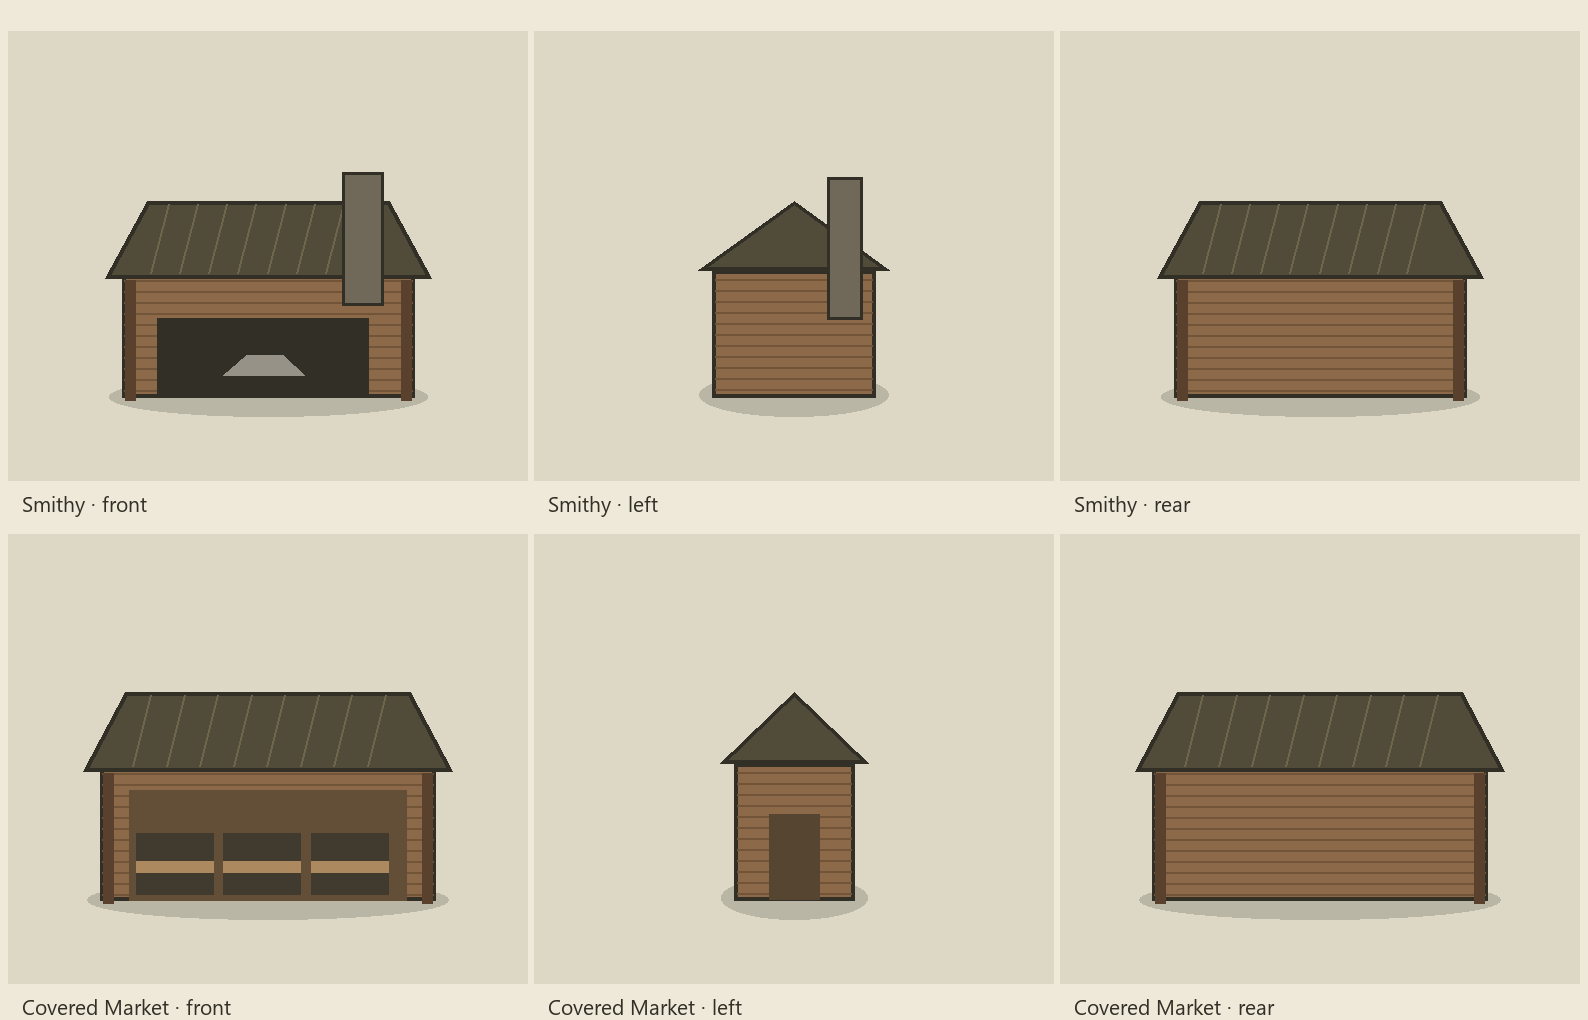 Smithy · front
Smithy · left
Smithy · rear
Covered Market · front
Covered Market · left
Covered Market · rear